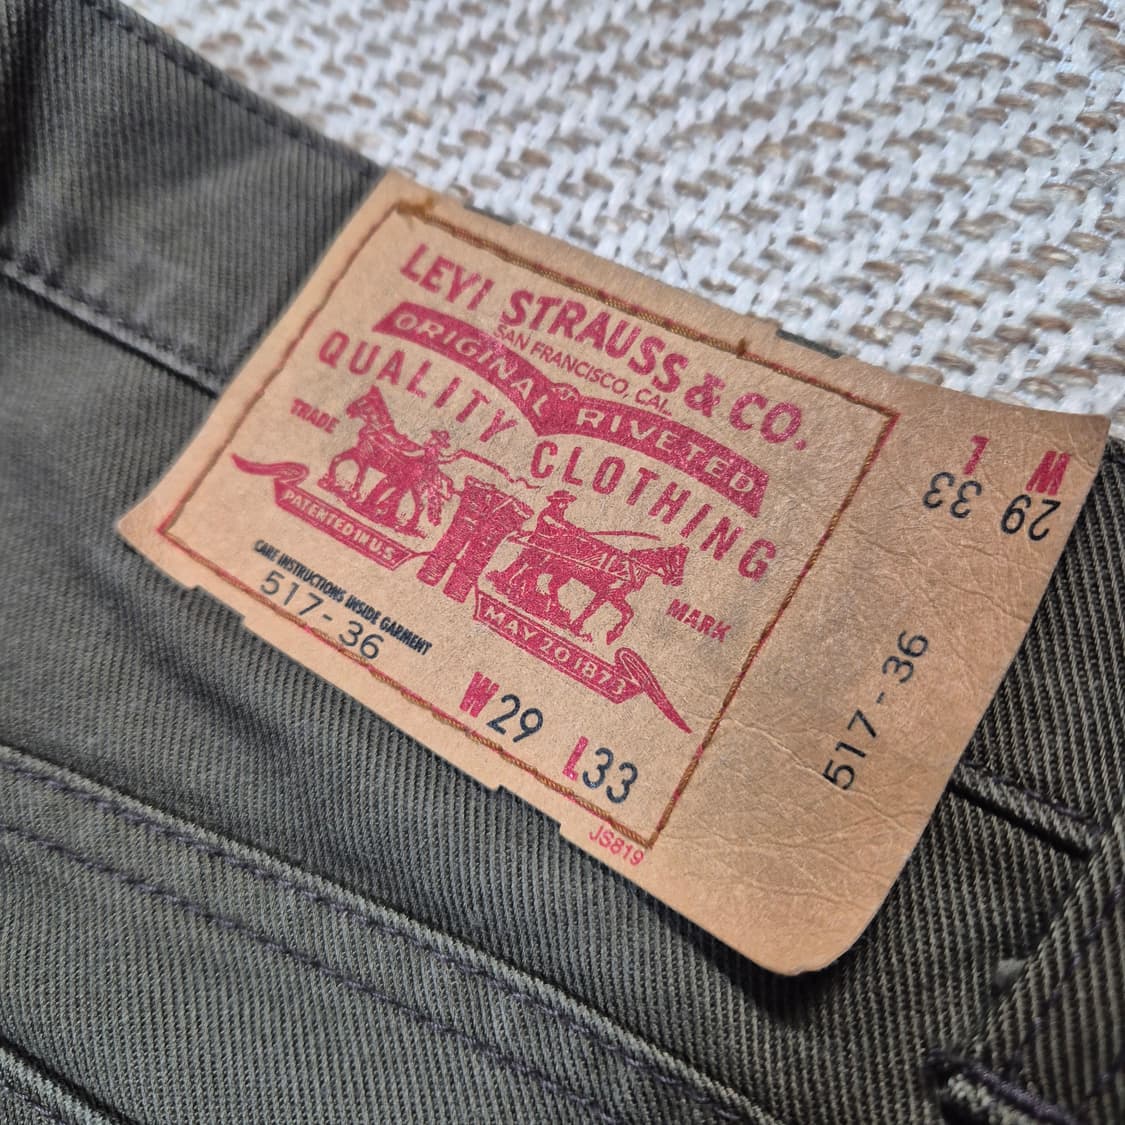 LEVI STRAUSS & CO.
SAN FRANCISCO, CAL.
ORIGINAL RIVETED
QUALITY CLOTHING
TRADE MARK
PATENTED IN U.S.
MAY 20 1873
CARE INSTRUCTIONS INSIDE GARMENT
517-36
W29 L33
JS819
W L
29 33
517-36